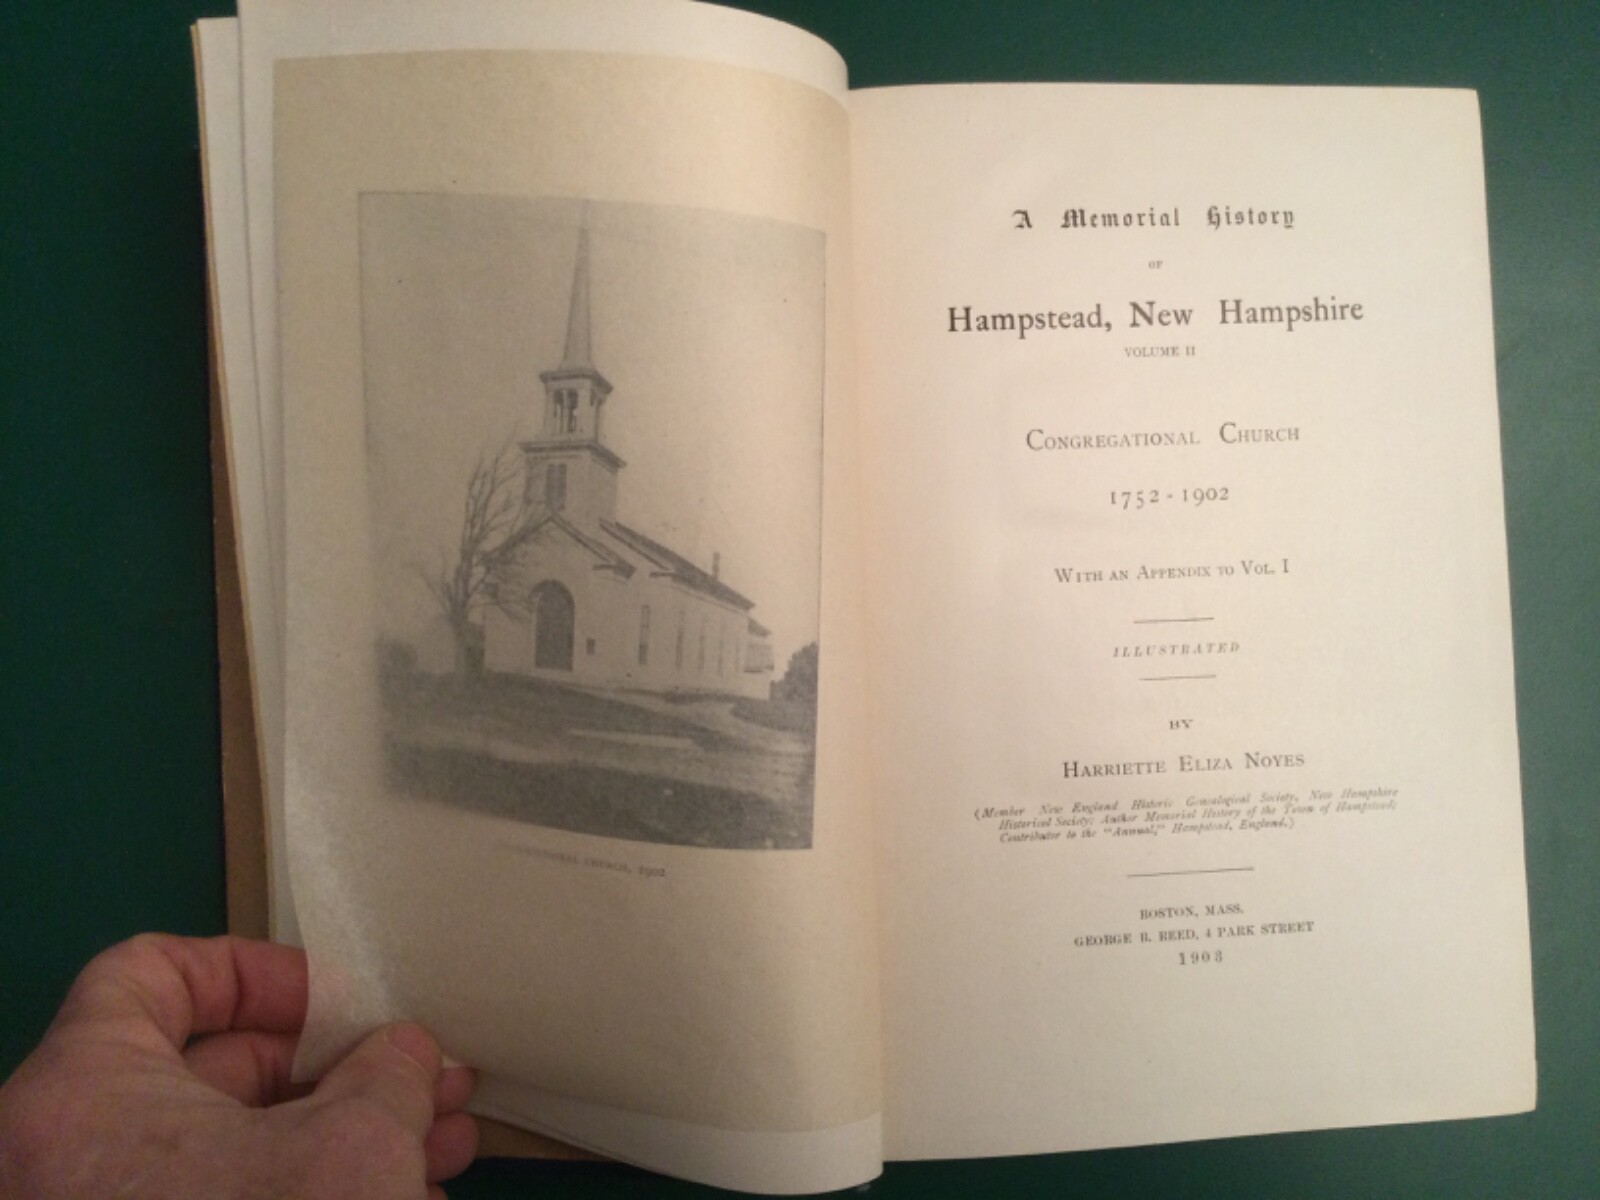 CHURCH, 1902
A Memorial History
OF
Hampstead, New Hampshire
VOLUME II
CONGREGATIONAL CHURCH
1752-1902
WITH AN APPENDIX TO VOL. I
ILLUSTRATED
BY
HARRIETTE ELIZA NOYES
(Member New England Historic Genealogical Society, New Hampshire
Historical Society; Author Memorial History of the Town of Hampstead;
Contributor to the "Annual," Hampstead, England.)
BOSTON, MASS.
GEORGE B. REED, 4 PARK STREET
1903